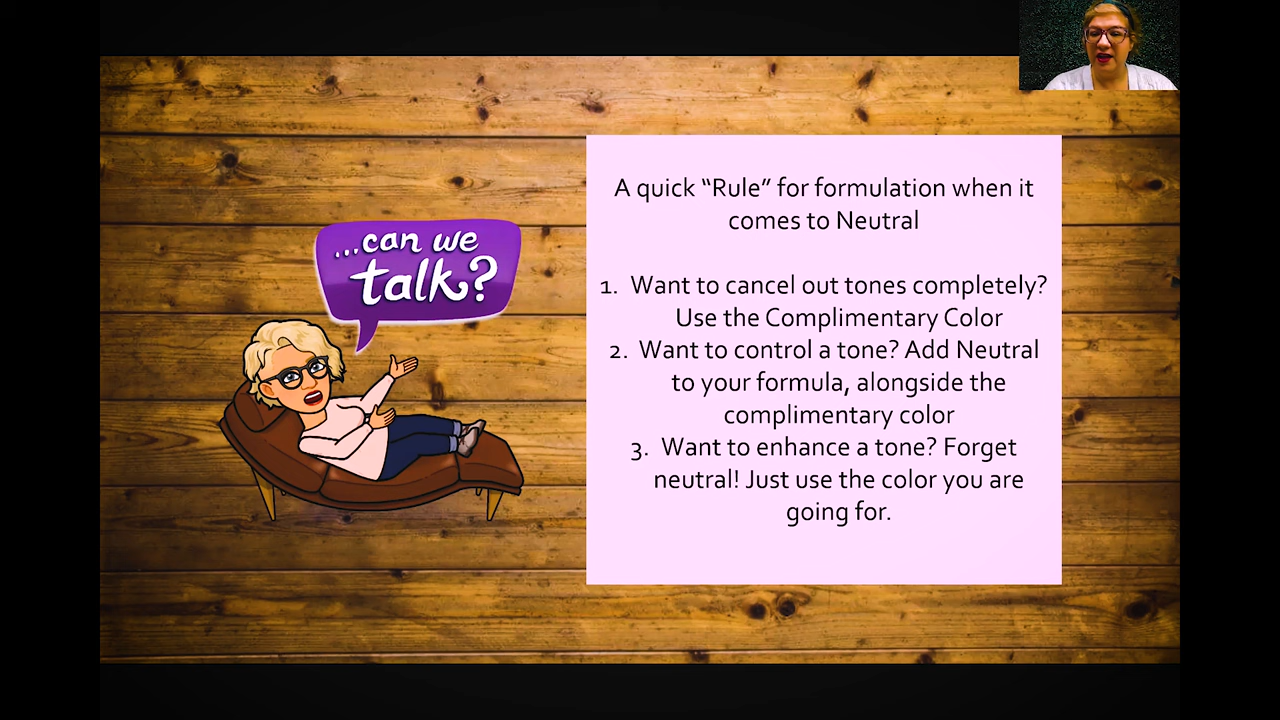 ...can we
talk?
A quick “Rule” for formulation when it
comes to Neutral
1. Want to cancel out tones completely?
Use the Complimentary Color
2. Want to control a tone? Add Neutral
to your formula, alongside the
complimentary color
3. Want to enhance a tone? Forget
neutral! Just use the color you are
going for.